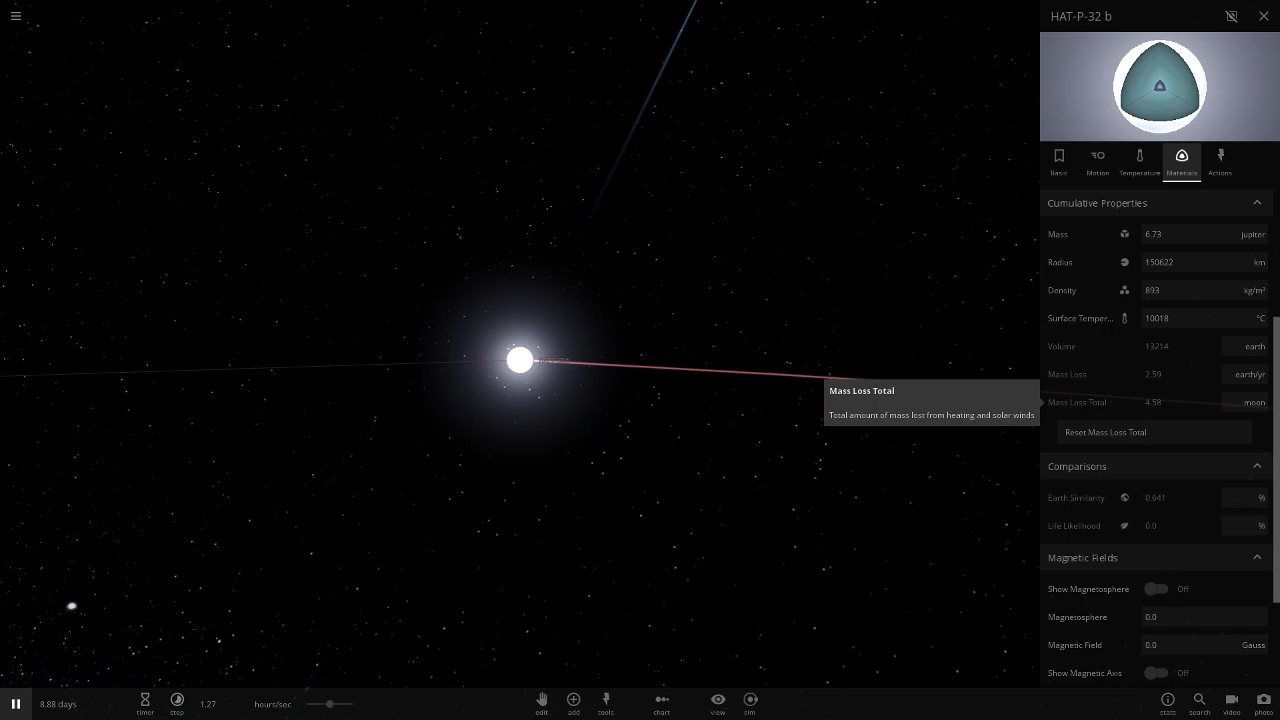 HAT-P-32 b
Basic
Motion
Temperature
Materials
Actions
Cumulative Properties
Mass 6.73 jupiter
Radius 150622 km
Density 893 kg/m³
Surface Temper... 10018 °C
Volume 13214 earth
Mass Loss 2.59 earth/yr
Mass Loss Total 4.58 moon
Reset Mass Loss Total
Mass Loss Total
Total amount of mass lost from heating and solar winds
Comparisons
Earth Similarity 0.641 %
Life Likelihood 0.0 %
Magnetic Fields
Show Magnetosphere Off
Magnetosphere 0.0
Magnetic Field 0.0 Gauss
Show Magnetic Axis Off
8.88 days
timer
step
1.27 hours/sec
edit
add
tools
chart
view
sim
stats
search
video
photo